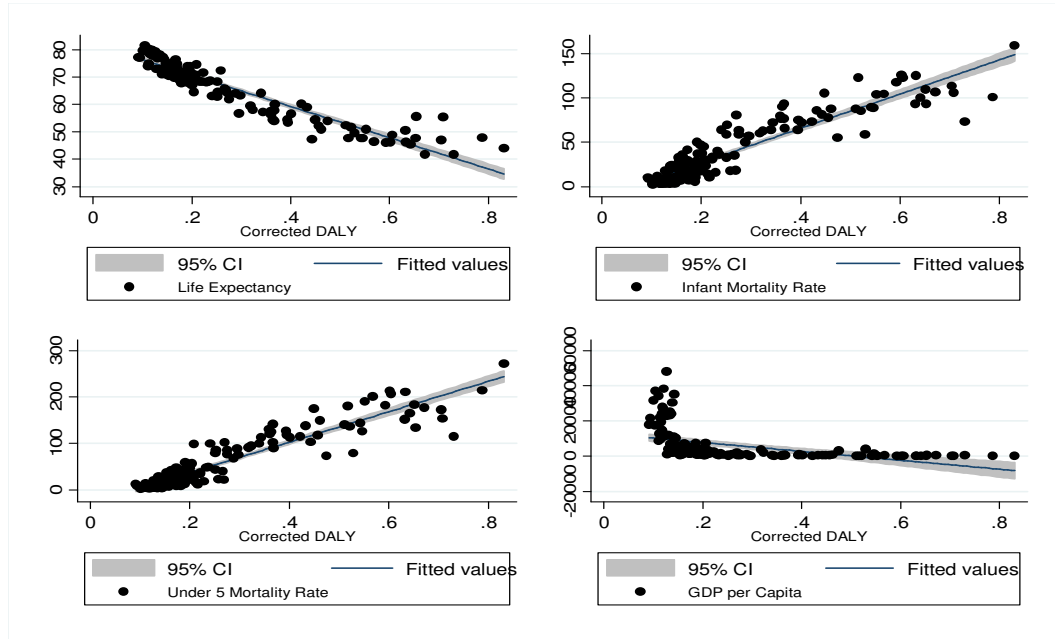 80
70
60
50
40
30
0 .2 .4 .6 .8
Corrected DALY
95% CI Fitted values
Life Expectancy
150
100
50
0
0 .2 .4 .6 .8
Corrected DALY
95% CI Fitted values
Infant Mortality Rate
300
200
100
0
0 .2 .4 .6 .8
Corrected DALY
95% CI Fitted values
Under 5 Mortality Rate
-20000 0 20000 40000 60000
0 .2 .4 .6 .8
Corrected DALY
95% CI Fitted values
GDP per Capita